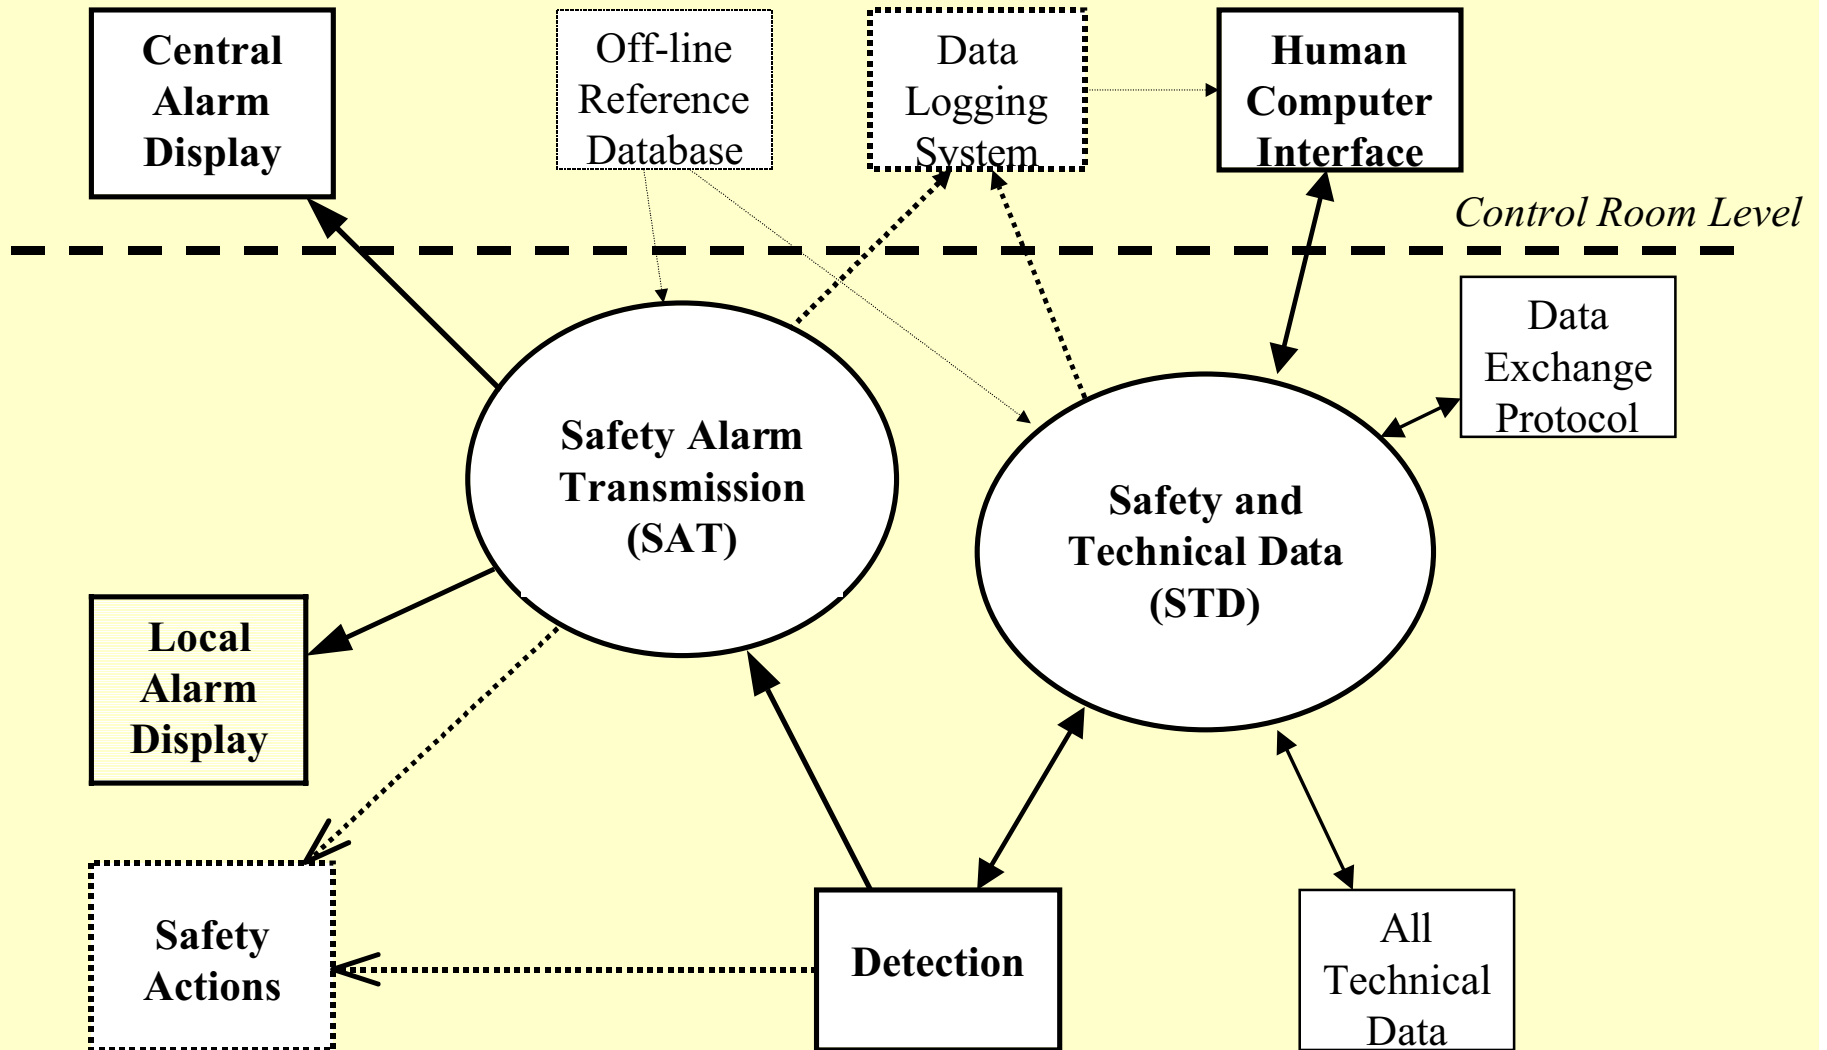 Central
Alarm
Display
Off-line
Reference
Database
Data
Logging
System
Human
Computer
Interface
Control Room Level
Data
Exchange
Protocol
Safety Alarm
Transmission
(SAT)
Safety and
Technical Data
(STD)
Local
Alarm
Display
Safety
Actions
Detection
All
Technical
Data